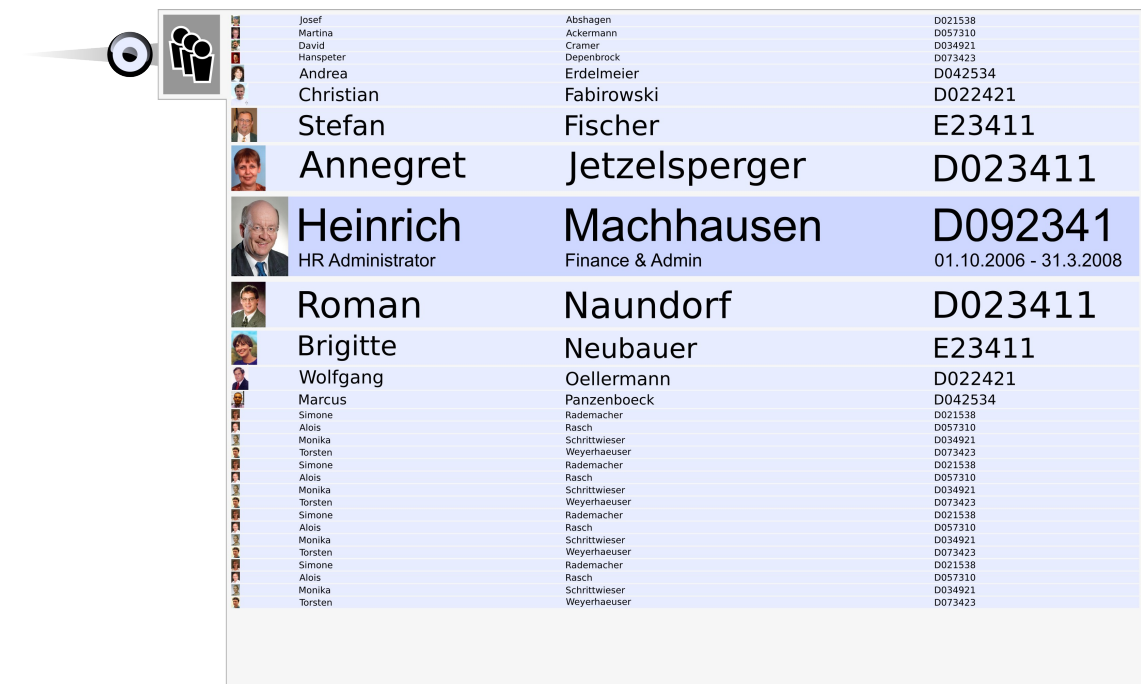 Josef Abshagen D021538
Martina Ackermann D057310
David Cramer D034921
Hanspeter Depenbrock D073423
Andrea Erdelmeier D042534
Christian Fabirowski D022421
Stefan Fischer E23411
Annegret Jetzelsperger D023411
Heinrich Machhausen D092341
HR Administrator Finance & Admin 01.10.2006 - 31.3.2008
Roman Naundorf D023411
Brigitte Neubauer E23411
Wolfgang Oellermann D022421
Marcus Panzenboeck D042534
Simone Rademacher D021538
Alois Rasch D057310
Monika Schrittwieser D034921
Torsten Weyerhaeuser D073423
Simone Rademacher D021538
Alois Rasch D057310
Monika Schrittwieser D034921
Torsten Weyerhaeuser D073423
Simone Rademacher D021538
Alois Rasch D057310
Monika Schrittwieser D034921
Torsten Weyerhaeuser D073423
Simone Rademacher D021538
Alois Rasch D057310
Monika Schrittwieser D034921
Torsten Weyerhaeuser D073423